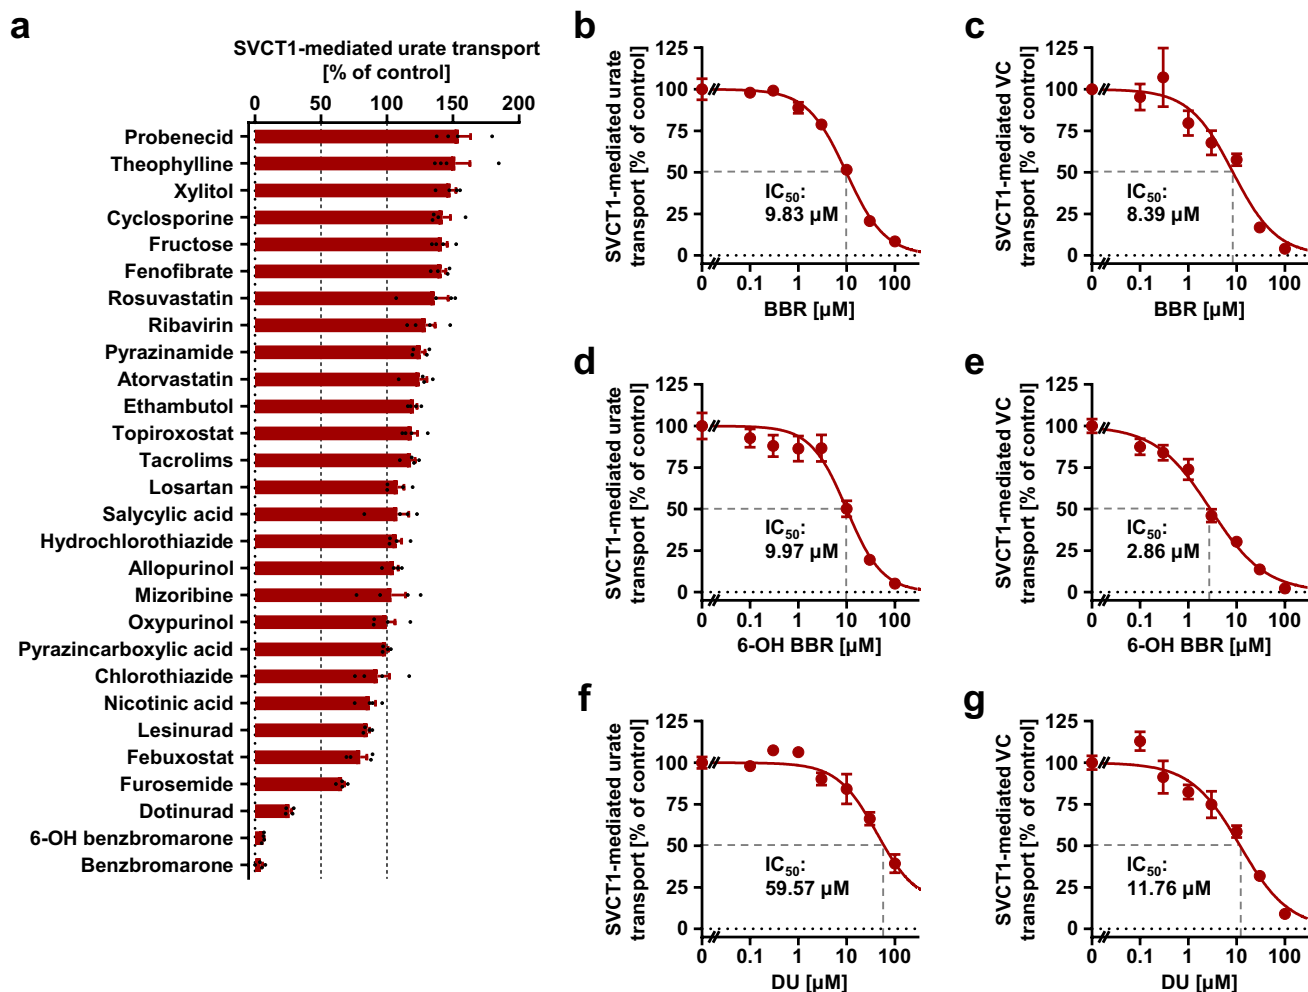 a
SVCT1-mediated urate transport
[% of control]
0 50 100 150 200
Probenecid
Theophylline
Xylitol
Cyclosporine
Fructose
Fenofibrate
Rosuvastatin
Ribavirin
Pyrazinamide
Atorvastatin
Ethambutol
Topiroxostat
Tacrolims
Losartan
Salycylic acid
Hydrochlorothiazide
Allopurinol
Mizoribine
Oxypurinol
Pyrazincarboxylic acid
Chlorothiazide
Nicotinic acid
Lesinurad
Febuxostat
Furosemide
Dotinurad
6-OH benzbromarone
Benzbromarone
b
SVCT1-mediated urate
transport [% of control]
125
100
75
50
25
0
IC50:
9.83 µM
0 0.1 1 10 100
BBR [µM]
c
SVCT1-mediated VC
transport [% of control]
125
100
75
50
25
0
IC50:
8.39 µM
0 0.1 1 10 100
BBR [µM]
d
SVCT1-mediated urate
transport [% of control]
125
100
75
50
25
0
IC50:
9.97 µM
0 0.1 1 10 100
6-OH BBR [µM]
e
SVCT1-mediated VC
transport [% of control]
125
100
75
50
25
0
IC50:
2.86 µM
0 0.1 1 10 100
6-OH BBR [µM]
f
SVCT1-mediated urate
transport [% of control]
125
100
75
50
25
0
IC50:
59.57 µM
0 0.1 1 10 100
DU [µM]
g
SVCT1-mediated VC
transport [% of control]
125
100
75
50
25
0
IC50:
11.76 µM
0 0.1 1 10 100
DU [µM]